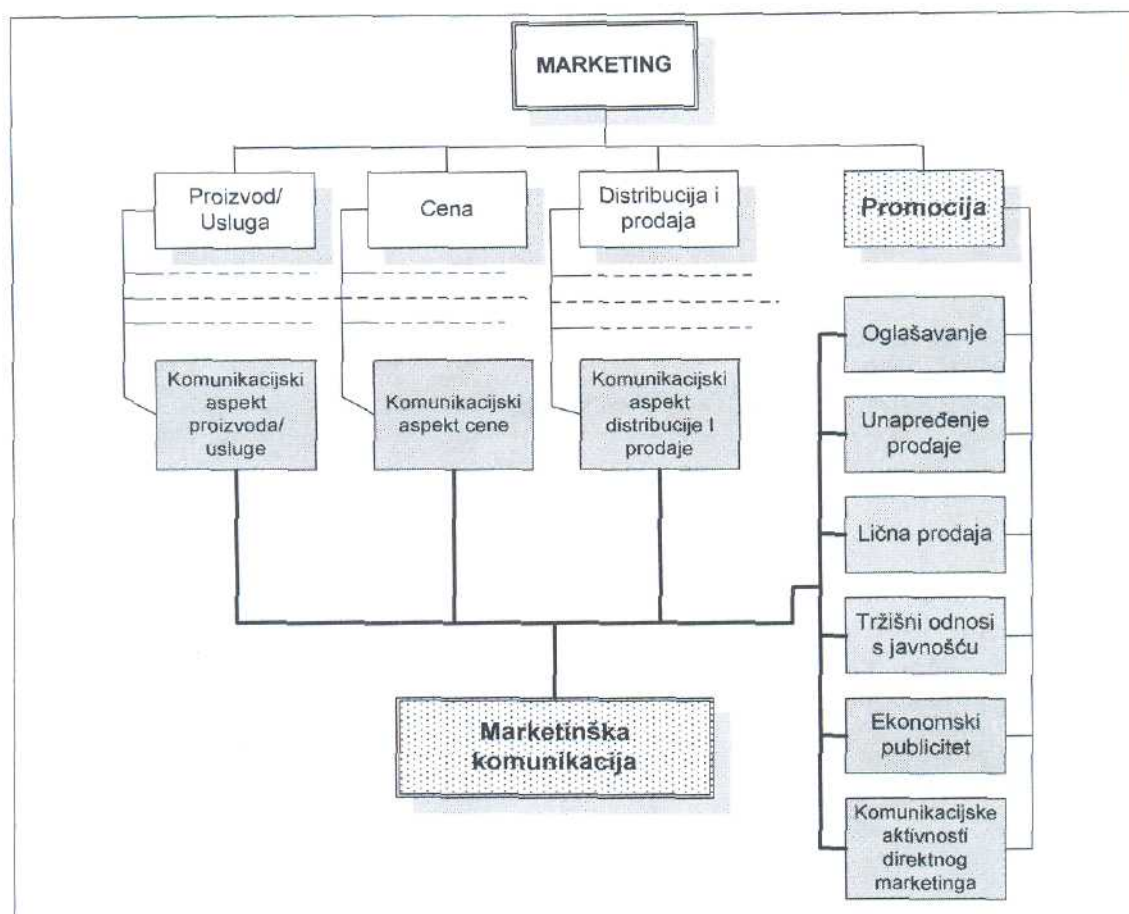 MARKETING
Proizvod/
Usluga
Cena
Distribucija i
prodaja
Promocija
Komunikacijski
aspekt
proizvoda/
usluge
Komunikacijski
aspekt cene
Komunikacijski
aspekt
distribucije I
prodaje
Oglašavanje
Unapređenje
prodaje
Lična prodaja
Tržišni odnosi
s javnošću
Ekonomski
publicitet
Komunikacijske
aktivnosti
direktnog
marketinga
Marketinška
komunikacija